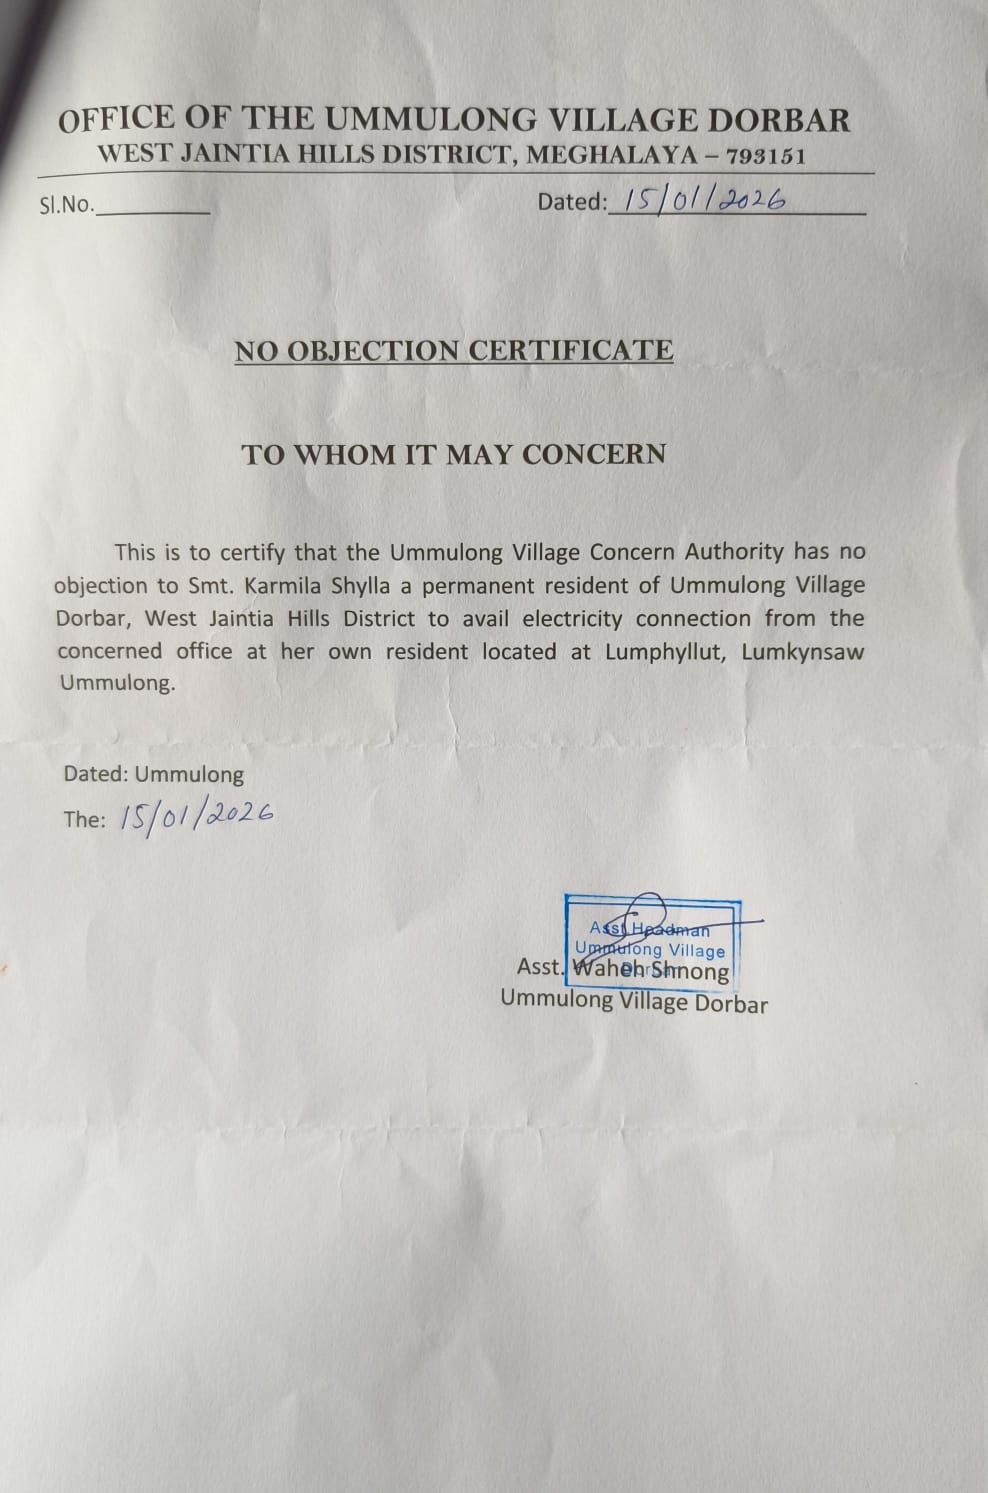 OFFICE OF THE UMMULONG VILLAGE DORBAR
WEST JAINTIA HILLS DISTRICT, MEGHALAYA – 793151
Sl.No.__________ Dated: 15/01/2026
NO OBJECTION CERTIFICATE
TO WHOM IT MAY CONCERN
This is to certify that the Ummulong Village Concern Authority has no
objection to Smt. Karmila Shylla a permanent resident of Ummulong Village
Dorbar, West Jaintia Hills District to avail electricity connection from the
concerned office at her own resident located at Lumphyllut, Lumkynsaw
Ummulong.
Dated: Ummulong
The: 15/01/2026
Asst Headman
Ummulong Village
Asst. Waheh Shnong
Ummulong Village Dorbar